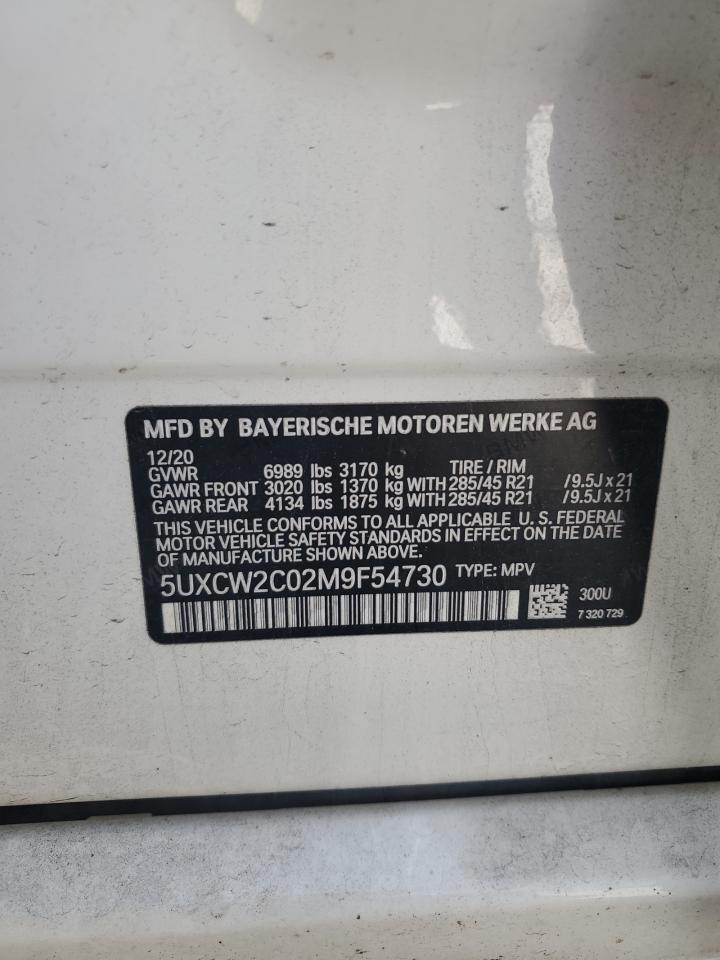 MFD BY BAYERISCHE MOTOREN WERKE AG
12/20
GVWR 6989 lbs 3170 kg TIRE / RIM
GAWR FRONT 3020 lbs 1370 kg WITH 285/45 R21 / 9.5J x 21
GAWR REAR 4134 lbs 1875 kg WITH 285/45 R21 / 9.5J x 21
THIS VEHICLE CONFORMS TO ALL APPLICABLE U. S. FEDERAL
MOTOR VEHICLE SAFETY STANDARDS IN EFFECT ON THE DATE
OF MANUFACTURE SHOWN ABOVE.
5UXCW2C02M9F54730 TYPE: MPV
300U
7 320 729